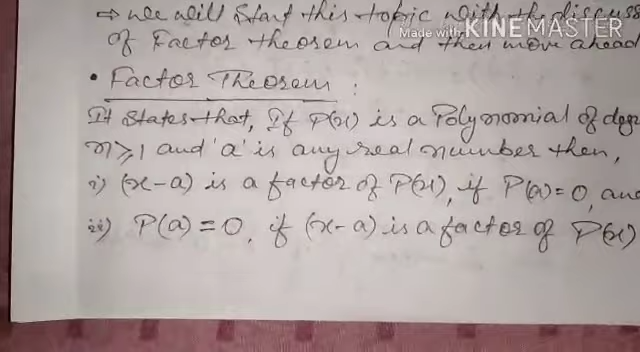 ⇒ we will start this topic with the discuss
Made with KINEMASTER
of Factor theorem and then move ahead
• Factor Theorem :
It states that, If P(x) is a Polynomial of degr
n≥1 and 'a' is any real number then,
i) (x-a) is a factor of P(x), if P(a)=0, and
ii) P(a)=0, if (x-a) is a factor of P(x)